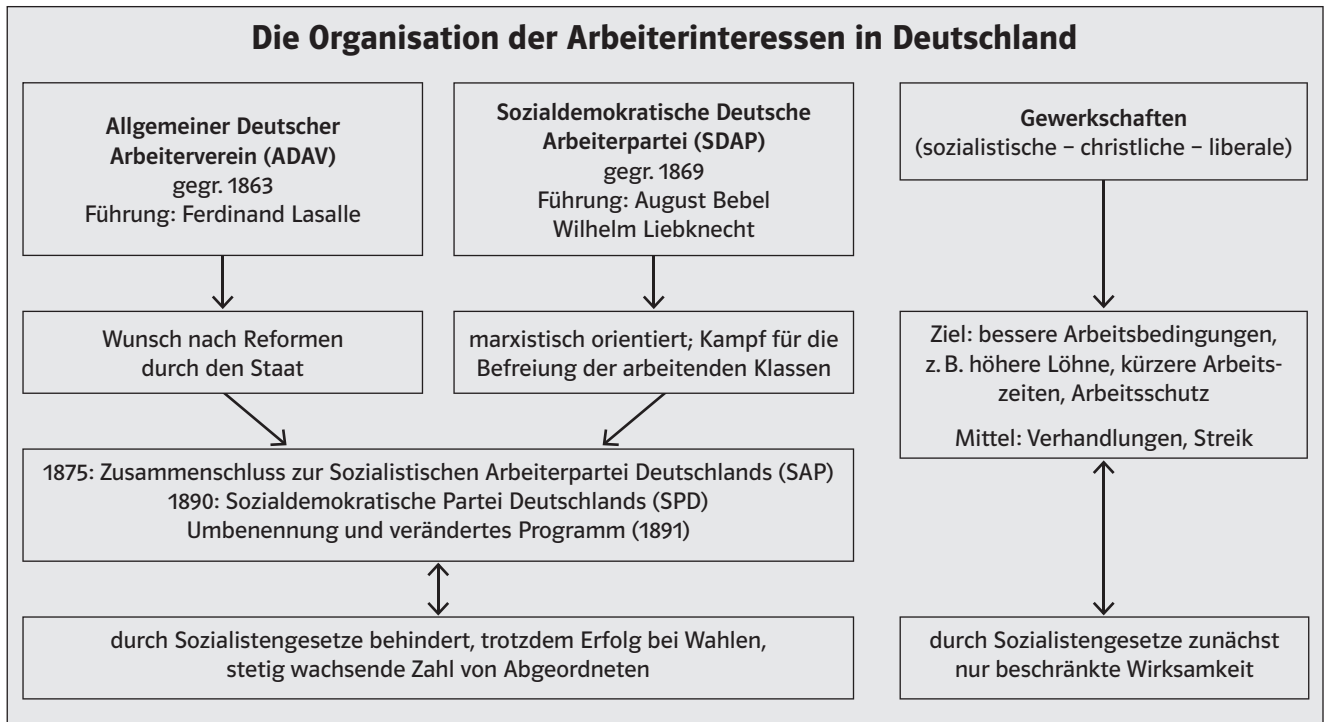 Die Organisation der Arbeiterinteressen in Deutschland
Allgemeiner Deutscher
Arbeiterverein (ADAV)
gegr. 1863
Führung: Ferdinand Lasalle
Sozialdemokratische Deutsche
Arbeiterpartei (SDAP)
gegr. 1869
Führung: August Bebel
Wilhelm Liebknecht
Gewerkschaften
(sozialistische – christliche – liberale)
Wunsch nach Reformen
durch den Staat
marxistisch orientiert; Kampf für die
Befreiung der arbeitenden Klassen
Ziel: bessere Arbeitsbedingungen,
z. B. höhere Löhne, kürzere Arbeits-
zeiten, Arbeitsschutz
Mittel: Verhandlungen, Streik
1875: Zusammenschluss zur Sozialistischen Arbeiterpartei Deutschlands (SAP)
1890: Sozialdemokratische Partei Deutschlands (SPD)
Umbenennung und verändertes Programm (1891)
durch Sozialistengesetze behindert, trotzdem Erfolg bei Wahlen,
stetig wachsende Zahl von Abgeordneten
durch Sozialistengesetze zunächst
nur beschränkte Wirksamkeit